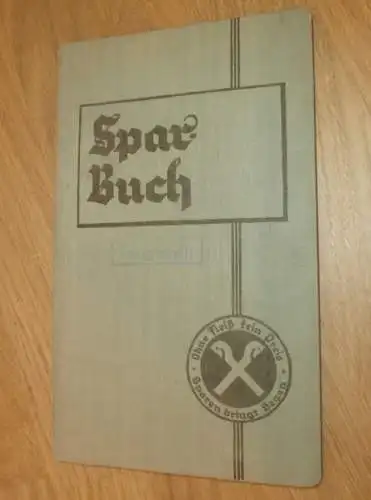 Spar-
Buch
Ohne Fleiß kein Preis
Sparen bringt Segen